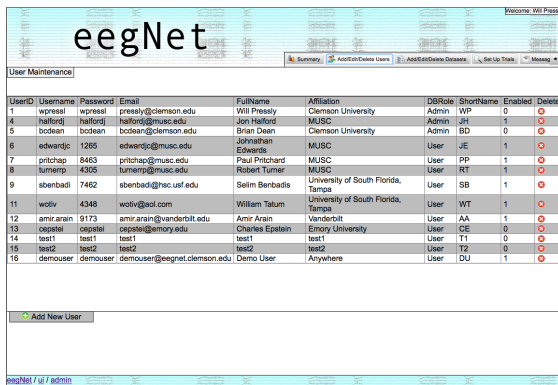 Welcome: Will Press
eegNet
Summary Add/Edit/Delete Users Add/Edit/Delete Datasets Set Up Trials Messag
User Maintenance
UserID Username Password Email FullName Affiliation DBRole ShortName Enabled Delete
1 wpressl wpressl pressly@clemson.edu Will Pressly Clemson University Admin WP 0
4 halfordj halfordj halfordj@musc.edu Jon Halford MUSC Admin JH 1
5 bcdean bcdean bcdean@clemson.edu Brian Dean Clemson University Admin BD 0
6 edwardjc 1265 edwardjc@musc.edu Johnathan Edwards MUSC User JE 1
7 pritchap 8463 pritchap@musc.edu Paul Pritchard MUSC User PP 1
8 turnerrp 4305 turnerrp@musc.edu Robert Turner MUSC User RT 1
9 sbenbadi 7462 sbenbadi@hsc.usf.edu Selim Benbadis University of South Florida, Tampa User SB 1
11 wotiv 4348 wotiv@aol.com William Tatum University of South Florida, Tampa User WT 1
12 amir.arain 9173 amir.arain@vanderbilt.edu Amir Arain Vanderbilt User AA 1
13 cepstei cepstei cepstei@emory.edu Charles Epstein Emory University User CE 0
14 test1 test1 test1 test1 test1 User T1 0
15 test2 test2 test2 test2 test2 User T2 0
16 demouser demouser demouser@eegnet.clemson.edu Demo User Anywhere User DU 1
Add New User
eegNet / ui / admin